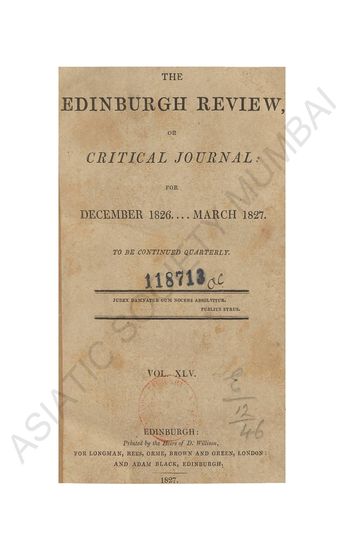 THE
EDINBURGH REVIEW,
OR
CRITICAL JOURNAL:
FOR
DECEMBER 1826.... MARCH 1827.
TO BE CONTINUED QUARTERLY.
118713
JUDEX DAMNATUR CUM NOCENS ABSOLVITUR.
PUBLIUS SYRUS.
VOL. XLV.
E
12
46
EDINBURGH:
Printed by the Heirs of D. Willison,
FOR LONGMAN, REES, ORME, BROWN AND GREEN, LONDON:
AND ADAM BLACK, EDINBURGH.
1827.
ASIATIC SOCIETY MUMBAI